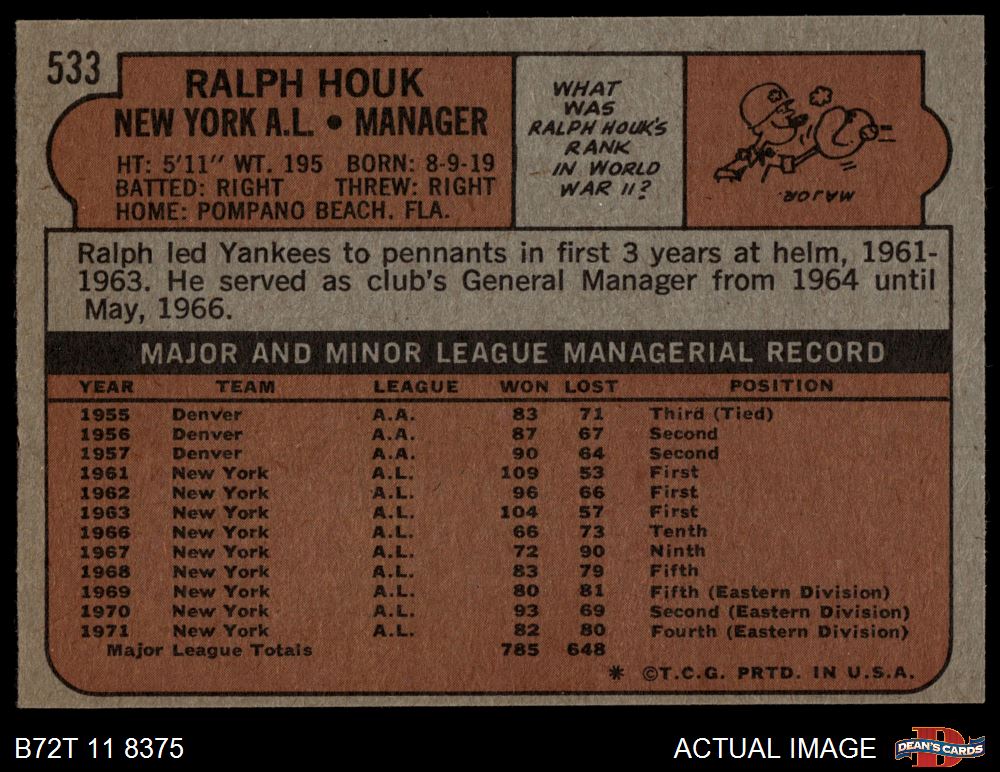 533
RALPH HOUK
NEW YORK A.L. • MANAGER
HT: 5'11" WT. 195 BORN: 8-9-19
BATTED: RIGHT THREW: RIGHT
HOME: POMPANO BEACH. FLA.
WHAT
WAS
RALPH HOUK'S
RANK
IN WORLD
WAR II?
MAJOR.
Ralph led Yankees to pennants in first 3 years at helm, 1961-
1963. He served as club's General Manager from 1964 until
May, 1966.
MAJOR AND MINOR LEAGUE MANAGERIAL RECORD
YEAR TEAM LEAGUE WON LOST POSITION
1955 Denver A.A. 83 71 Third (Tied)
1956 Denver A.A. 87 67 Second
1957 Denver A.A. 90 64 Second
1961 New York A.L. 109 53 First
1962 New York A.L. 96 66 First
1963 New York A.L. 104 57 First
1966 New York A.L. 66 73 Tenth
1967 New York A.L. 72 90 Ninth
1968 New York A.L. 83 79 Fifth
1969 New York A.L. 80 81 Fifth (Eastern Division)
1970 New York A.L. 93 69 Second (Eastern Division)
1971 New York A.L. 82 80 Fourth (Eastern Division)
Major League Totals 785 648
* ©T.C.G. PRTD. IN U.S.A.
B72T 11 8375
ACTUAL IMAGE
D
DEAN'S CARDS